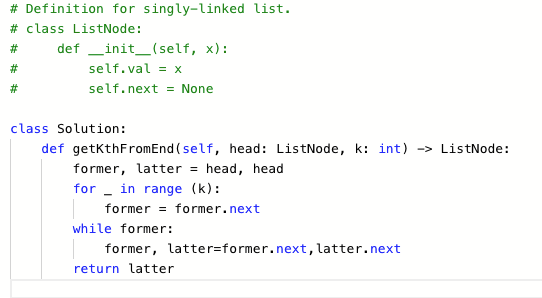 # Definition for singly-linked list.
# class ListNode:
#     def __init__(self, x):
#         self.val = x
#         self.next = None

class Solution:
    def getKthFromEnd(self, head: ListNode, k: int) -> ListNode:
        former, latter = head, head
        for _ in range (k):
            former = former.next
        while former:
            former, latter=former.next,latter.next
        return latter